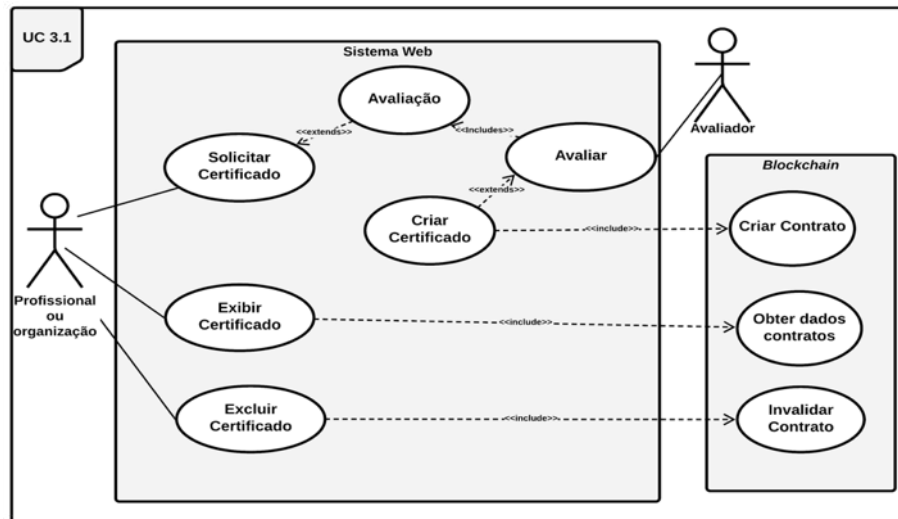 UC 3.1
Sistema Web
Avaliação
<<extends>>
<<Includes>>
Avaliador
Solicitar
Certificado
Avaliar
<<extends>>
Blockchain
Criar
Certificado
<<include>>
Criar Contrato
Profissional
ou
organização
Exibir
Certificado
<<include>>
Obter dados
contratos
Excluir
Certificado
<<include>>
Invalidar
Contrato